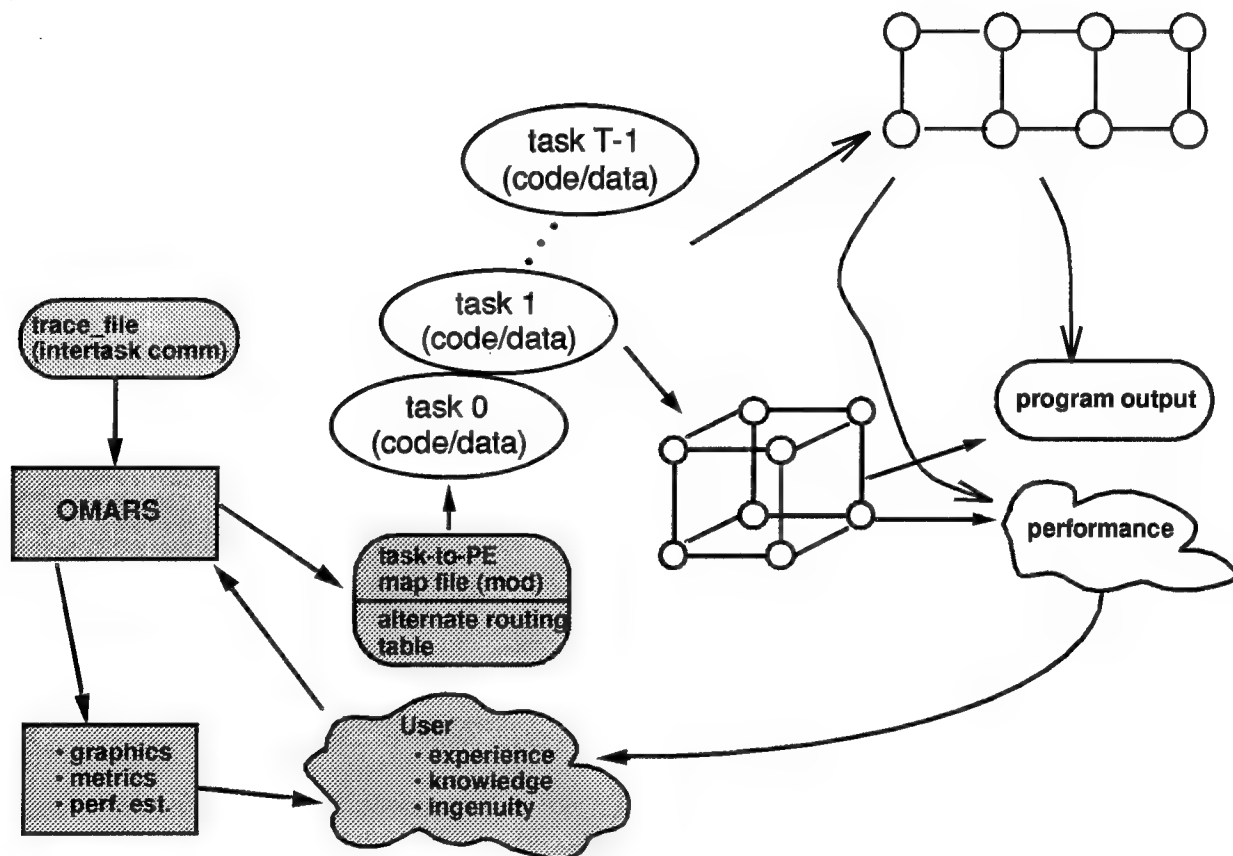 task T-1
(code/data)
task 1
(code/data)
task 0
(code/data)
trace_file
(intertask comm)
OMARS
task-to-PE
map file (mod)
alternate routing
table
program output
performance
User
• experience
• knowledge
• ingenuity
• graphics
• metrics
• perf. est.